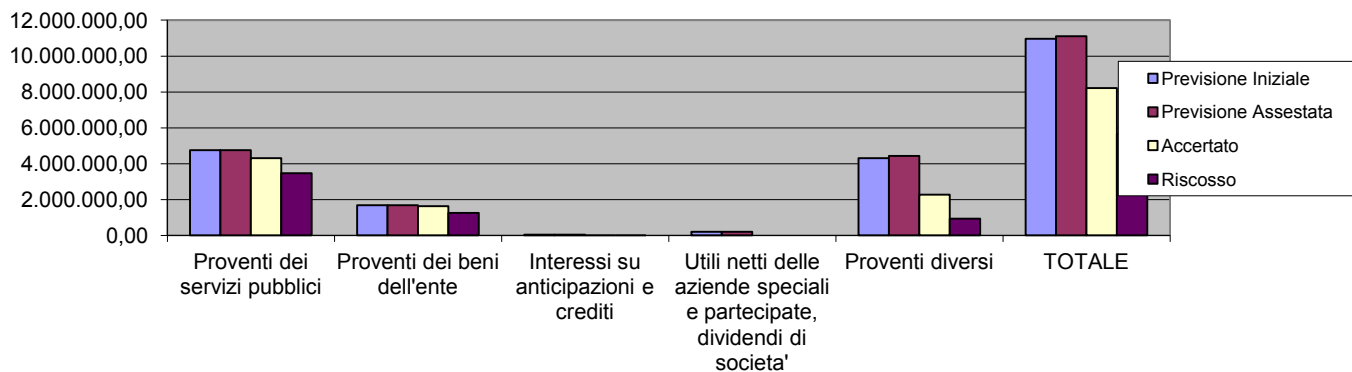 12.000.000,00
10.000.000,00
8.000.000,00
6.000.000,00
4.000.000,00
2.000.000,00
0,00
Proventi dei
servizi pubblici
Proventi dei beni
dell'ente
Interessi su
anticipazioni e
crediti
Utili netti delle
aziende speciali
e partecipate,
dividendi di
societa'
Proventi diversi
TOTALE
Previsione Iniziale
Previsione Assestata
Accertato
Riscosso